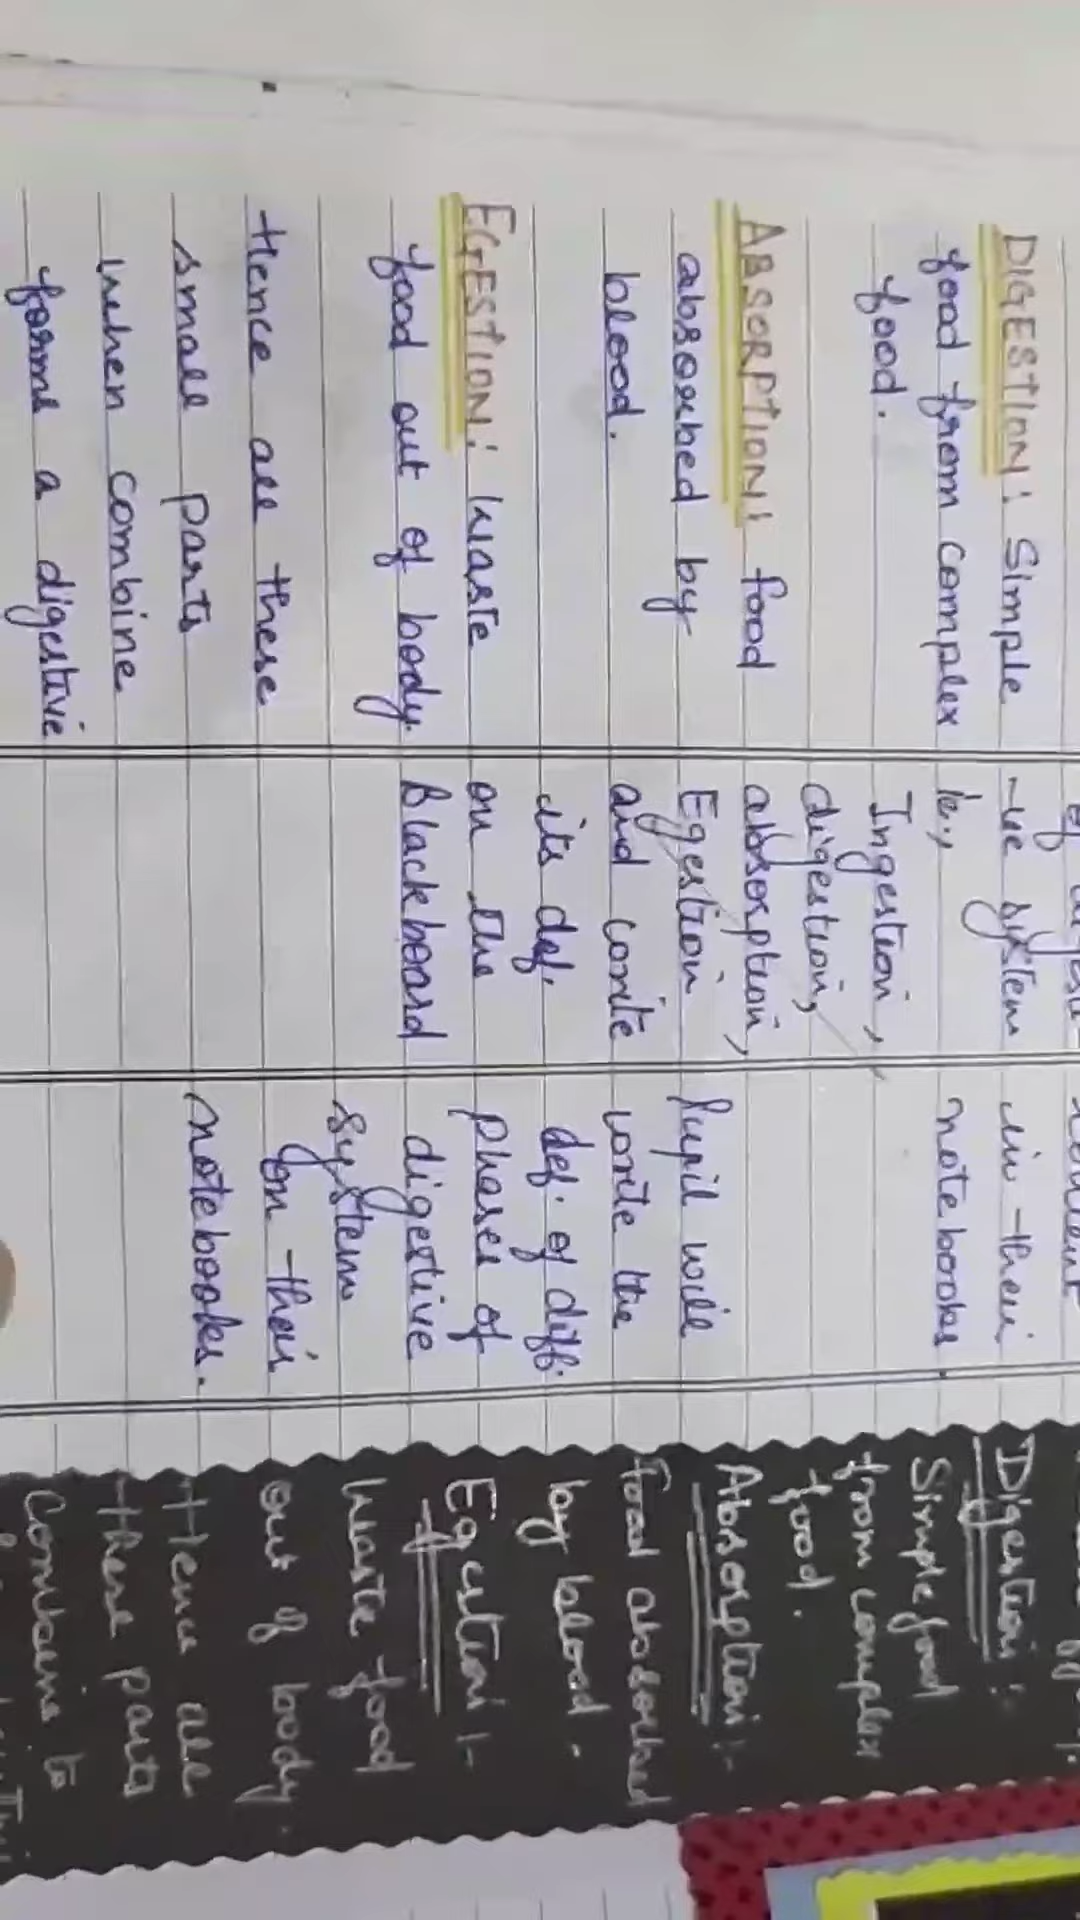 DIGESTION: Simple
food from complex
food.
ABSORPTION: food
absorbed by
blood.
EGESTION: Waste
food out of body.
Hence all these
small parts
when combine
forms a digestive
-ve system
ie.,
Ingestion,
digestion,
absorption,
Egestion
and write
its def.
on the
Blackboard
in their
notebooks.
Pupil will
write the
def. of diff.
phases of
digestive
system
on their
notebooks.
Digestion:-
Simple food
from complex
food.
Absorption:-
food absorbed
by blood.
Egestion:-
Waste food
out of body.
Hence all
these parts
Combine to